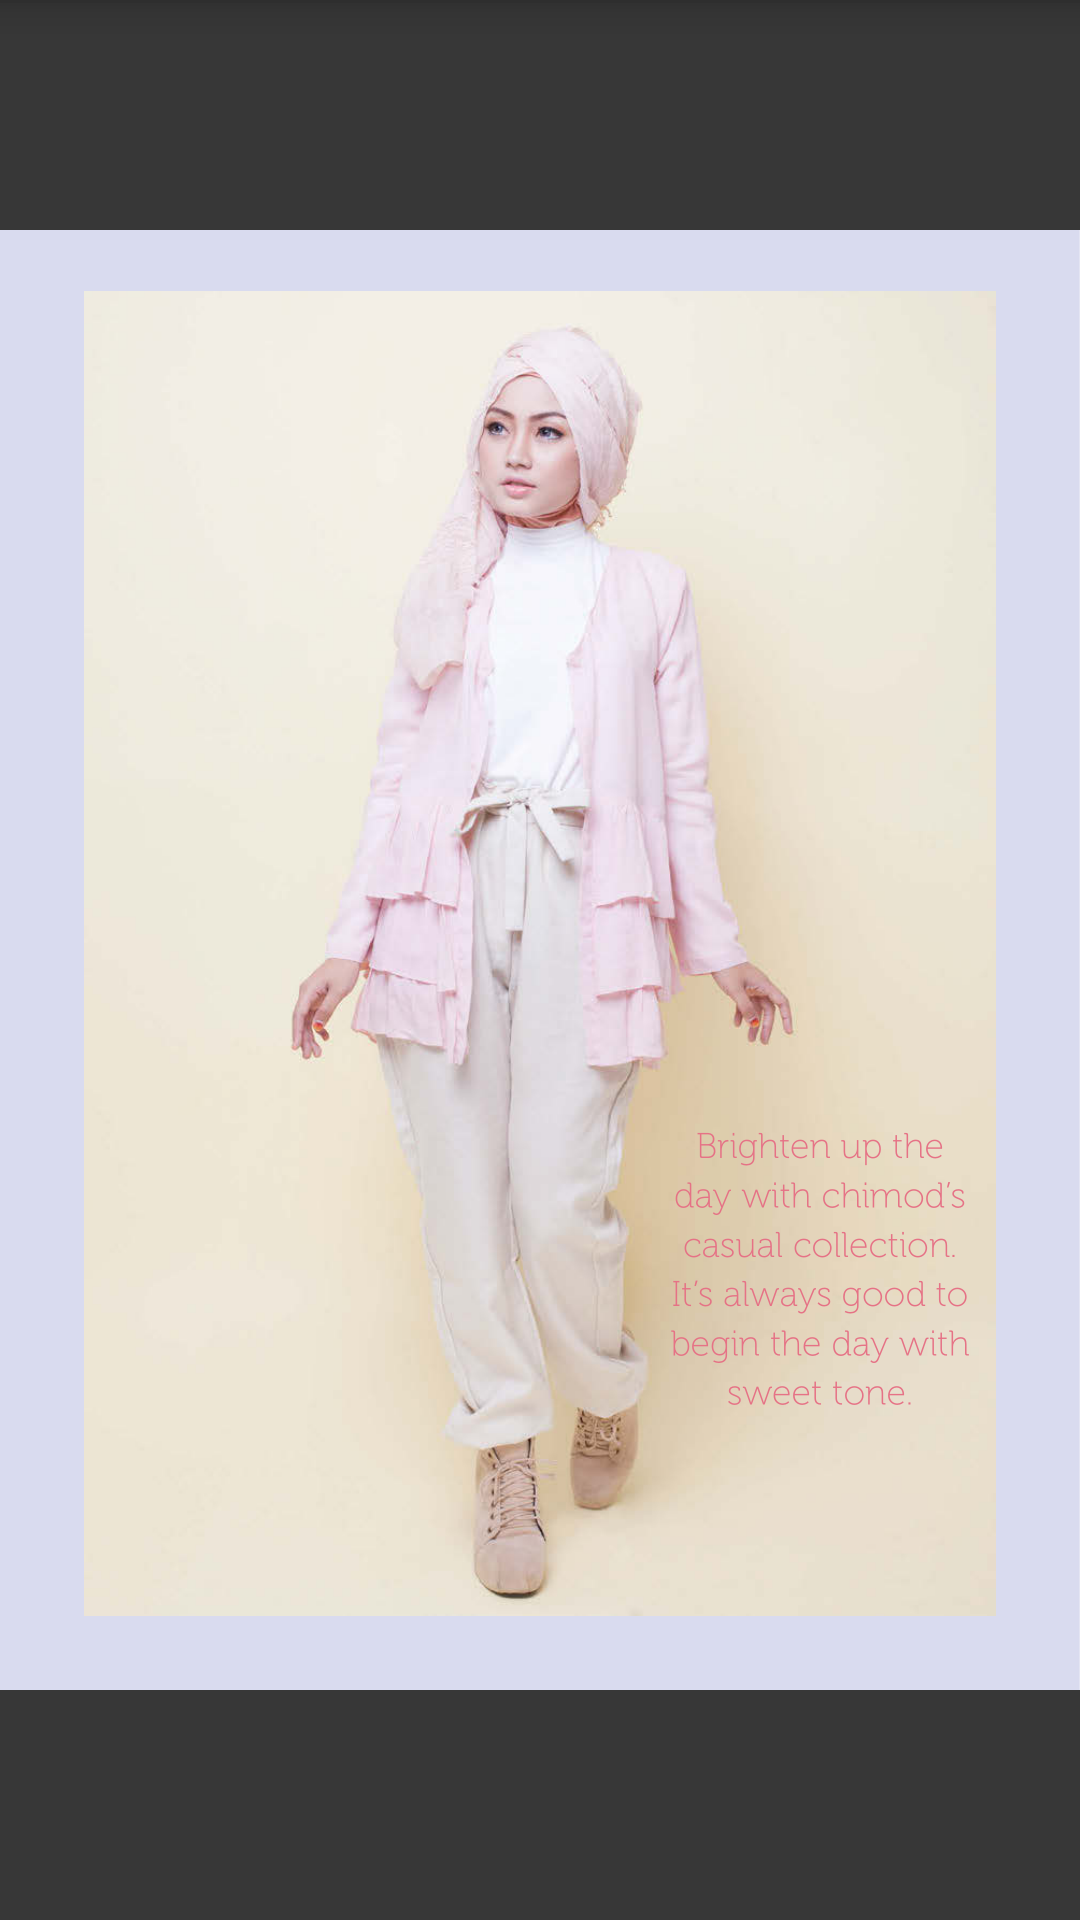 Brighten up the
day with chimod's
casual collection.
It's always good to
begin the day with
sweet tone.